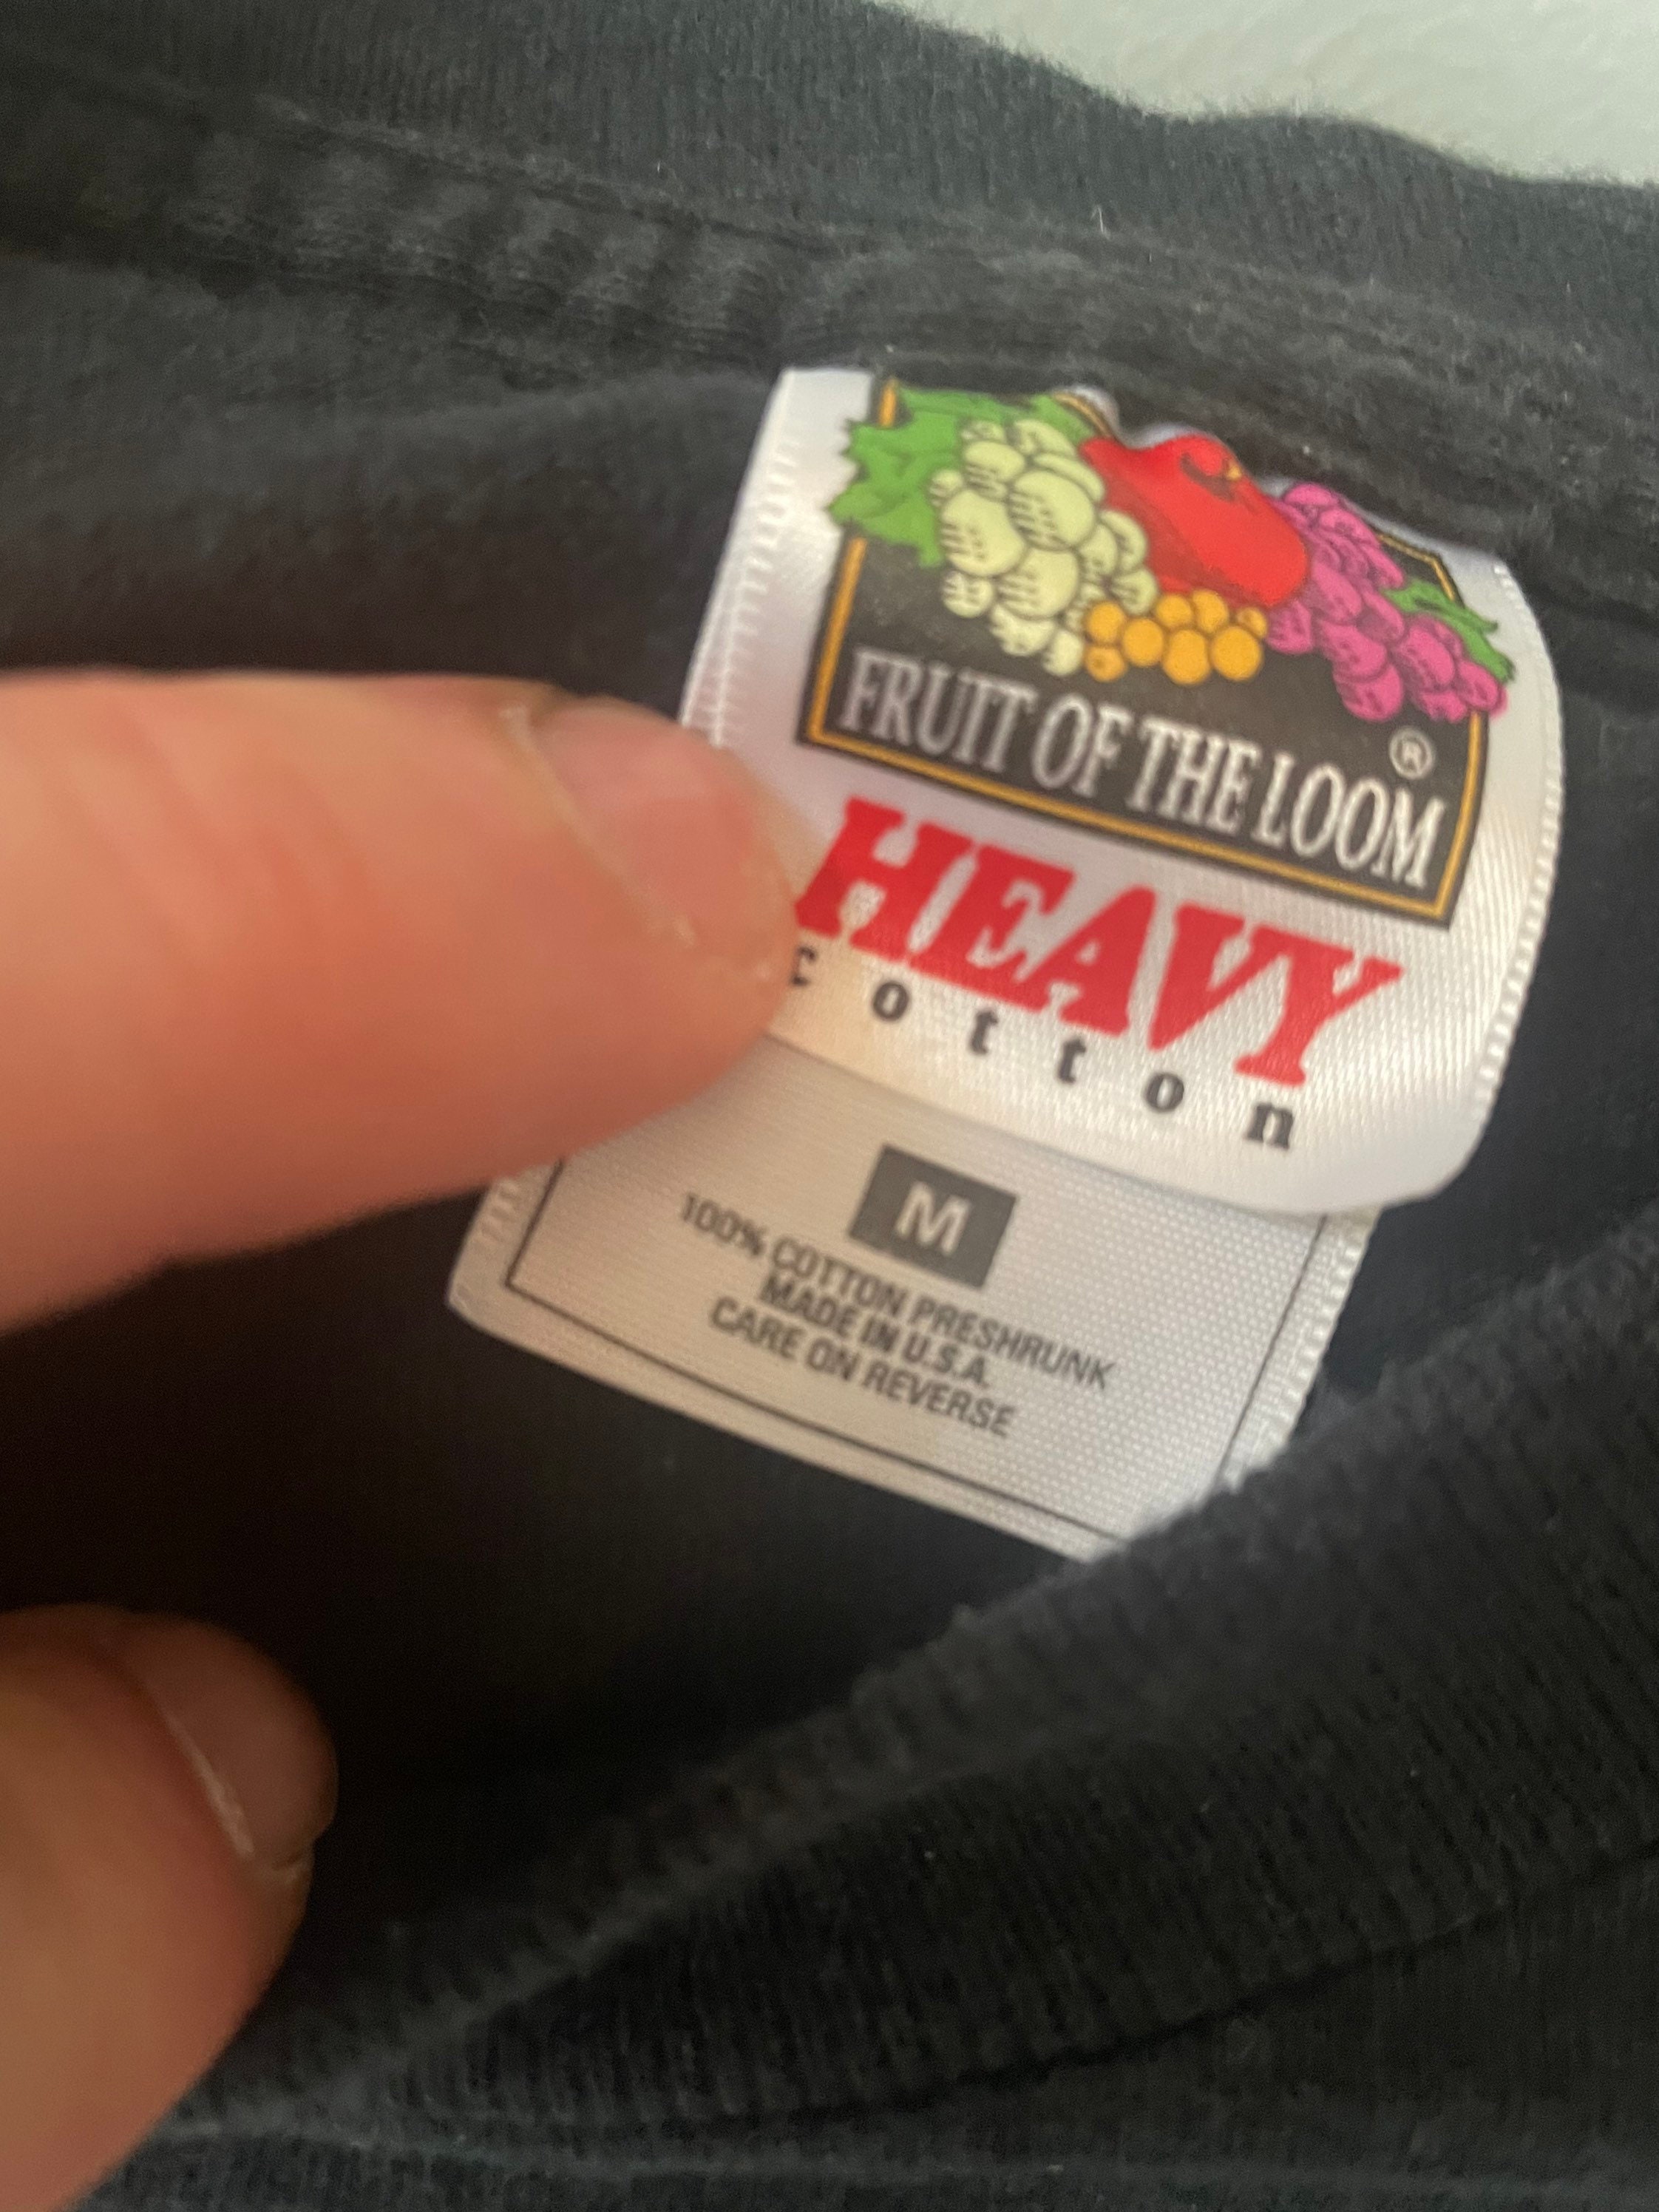 FRUIT OF THE LOOM®
HEAVY
cotton
M
100% COTTON PRESHRUNK
MADE IN U.S.A.
CARE ON REVERSE